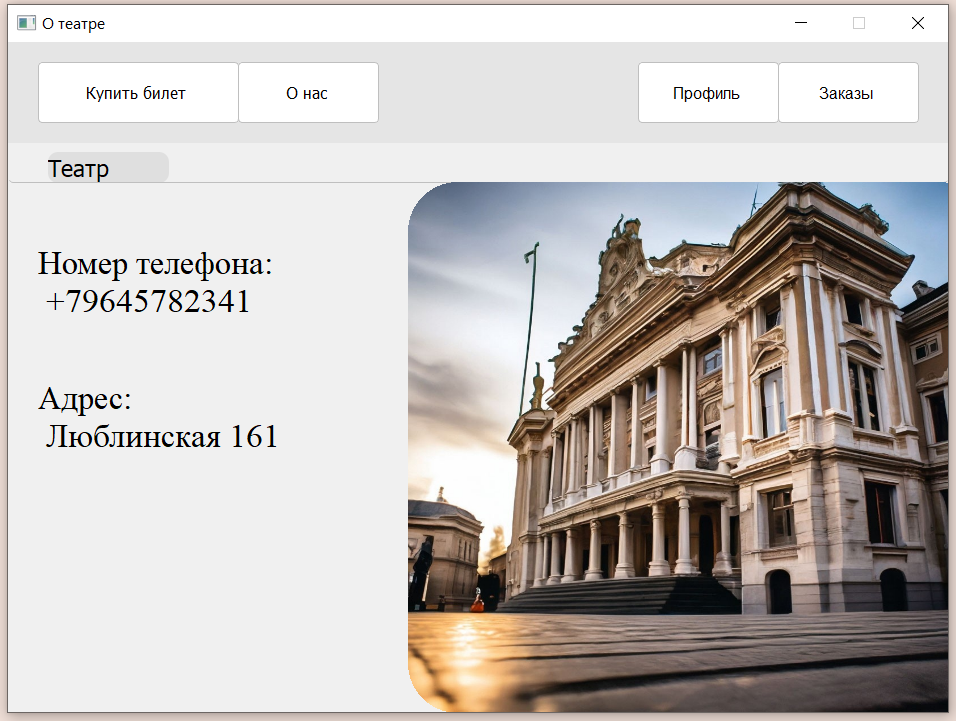 О театре
Купить билет
О нас
Профиль
Заказы
Театр
Номер телефона:
+79645782341
Адрес:
Люблинская 161